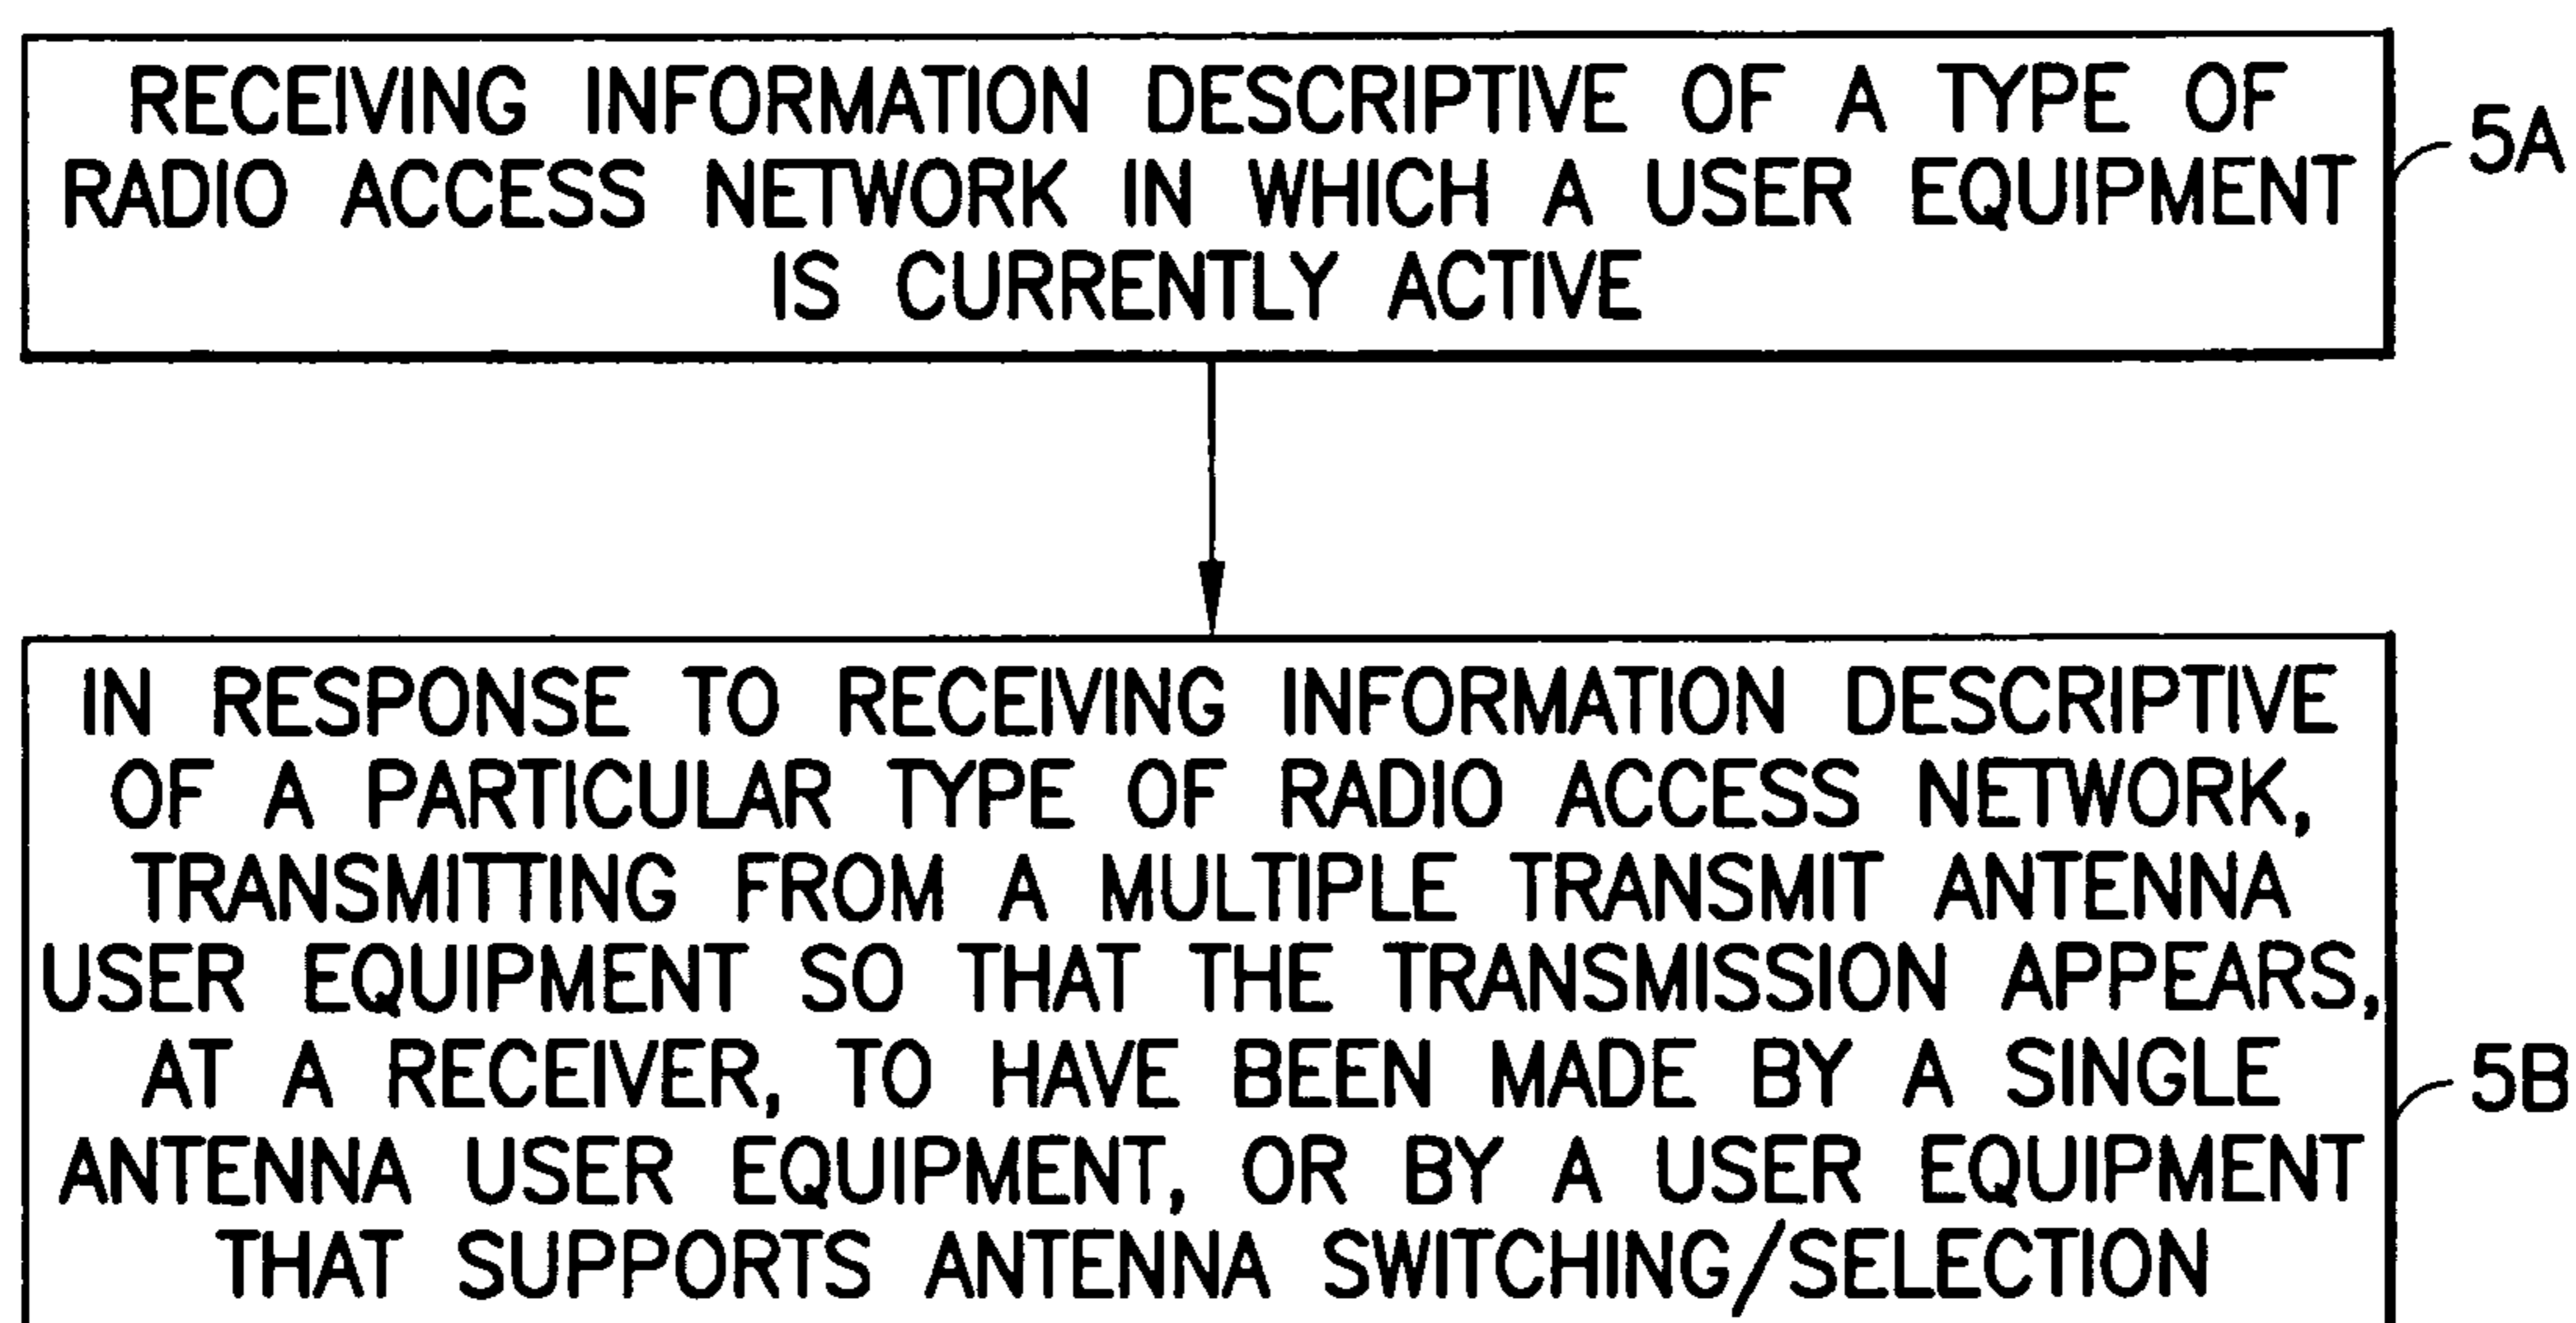 RECEIVING INFORMATION DESCRIPTIVE OF A TYPE OF
RADIO ACCESS NETWORK IN WHICH A USER EQUIPMENT
IS CURRENTLY ACTIVE
5A
IN RESPONSE TO RECEIVING INFORMATION DESCRIPTIVE
OF A PARTICULAR TYPE OF RADIO ACCESS NETWORK,
TRANSMITTING FROM A MULTIPLE TRANSMIT ANTENNA
USER EQUIPMENT SO THAT THE TRANSMISSION APPEARS,
AT A RECEIVER, TO HAVE BEEN MADE BY A SINGLE
ANTENNA USER EQUIPMENT, OR BY A USER EQUIPMENT
THAT SUPPORTS ANTENNA SWITCHING/SELECTION
5B